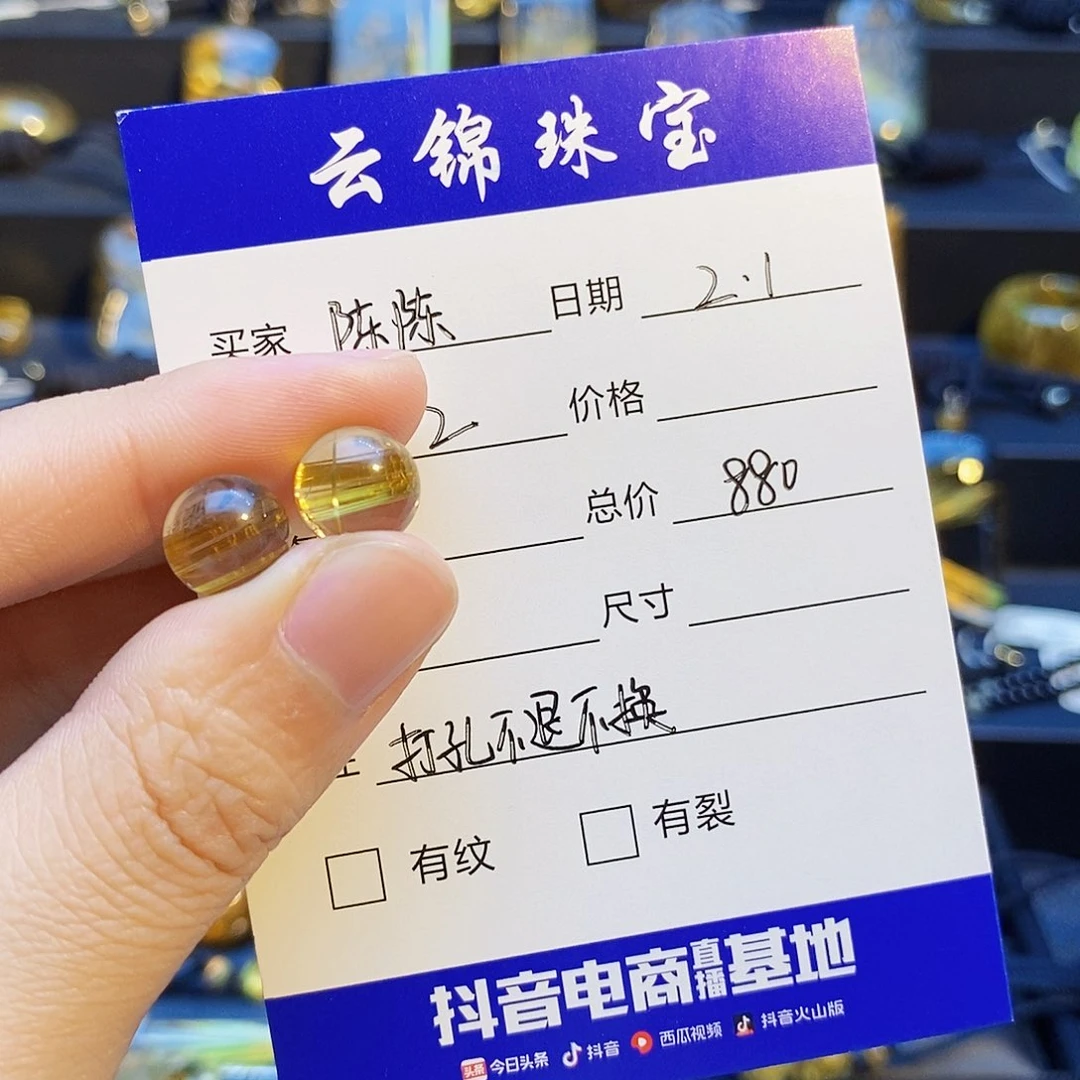 云锦珠宝
买家 陈陈 日期 2.1
2 价格
总价 880
尺寸
打孔不退不换
有纹 有裂
抖音电商直播基地
头条 今日头条 抖音 西瓜视频 抖音火山版